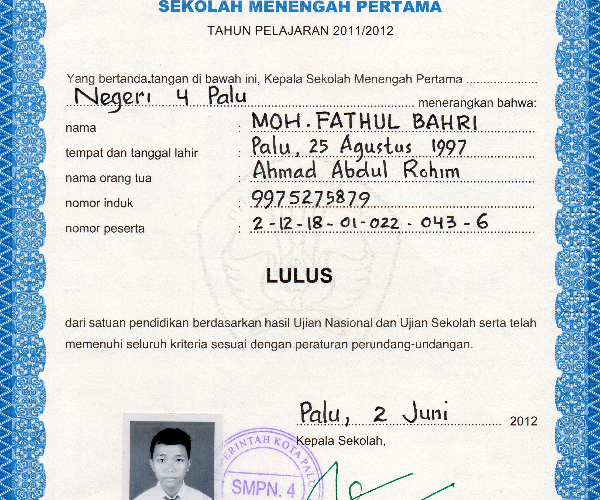 SEKOLAH MENENGAH PERTAMA
TAHUN PELAJARAN 2011/2012
Yang bertanda tangan di bawah ini, Kepala Sekolah Menengah Pertama ....................
Negeri 4 Palu menerangkan bahwa:
nama : MOH. FATHUL BAHRI
tempat dan tanggal lahir : Palu, 25 Agustus 1997
nama orang tua : Ahmad Abdul Rohim
nomor induk : 9975275879
nomor peserta : 2-12-18-01-022-043-6
LULUS
dari satuan pendidikan berdasarkan hasil Ujian Nasional dan Ujian Sekolah serta telah
memenuhi seluruh kriteria sesuai dengan peraturan perundang-undangan.
Palu, 2 Juni 2012
Kepala Sekolah,
KOTA PALU
SMPN. 4